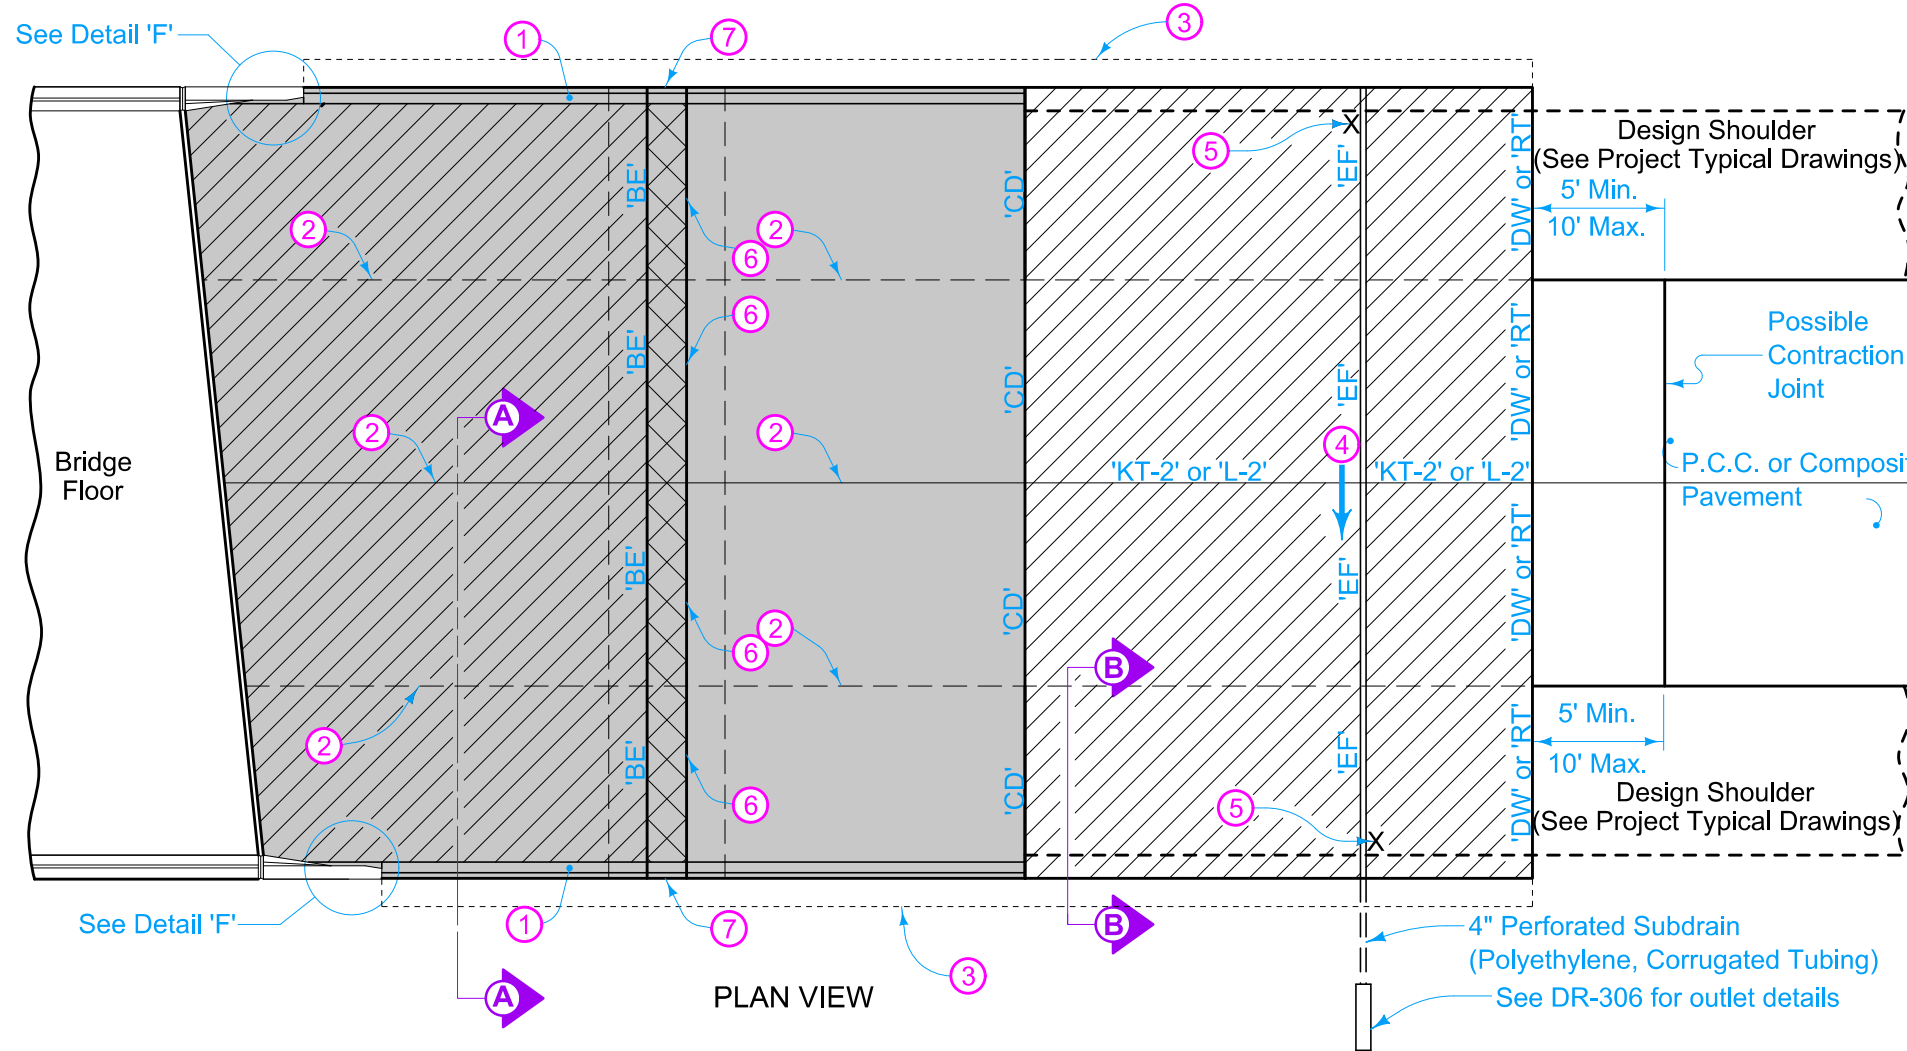 See Detail 'F'
1
7
3
5
Design Shoulder
(See Project Typical Drawings)
5' Min.
10' Max.
'BE'
'CD'
'EF'
'DW' or 'RT'
2
2
6
6
'BE'
'CD'
'EF'
'DW' or 'RT'
Possible
Contraction
Joint
A
2
2
4
Bridge
Floor
'KT-2' or 'L-2'
'KT-2' or 'L-2'
P.C.C. or Composit
Pavement
'BE'
'CD'
'EF'
'DW' or 'RT'
2
6
B
2
'BE'
'CD'
'EF'
'DW' or 'RT'
5' Min.
10' Max.
6
5
Design Shoulder
(See Project Typical Drawings)
See Detail 'F'
1
7
B
3
4" Perforated Subdrain
(Polyethylene, Corrugated Tubing)
See DR-306 for outlet details
A
PLAN VIEW
X
X